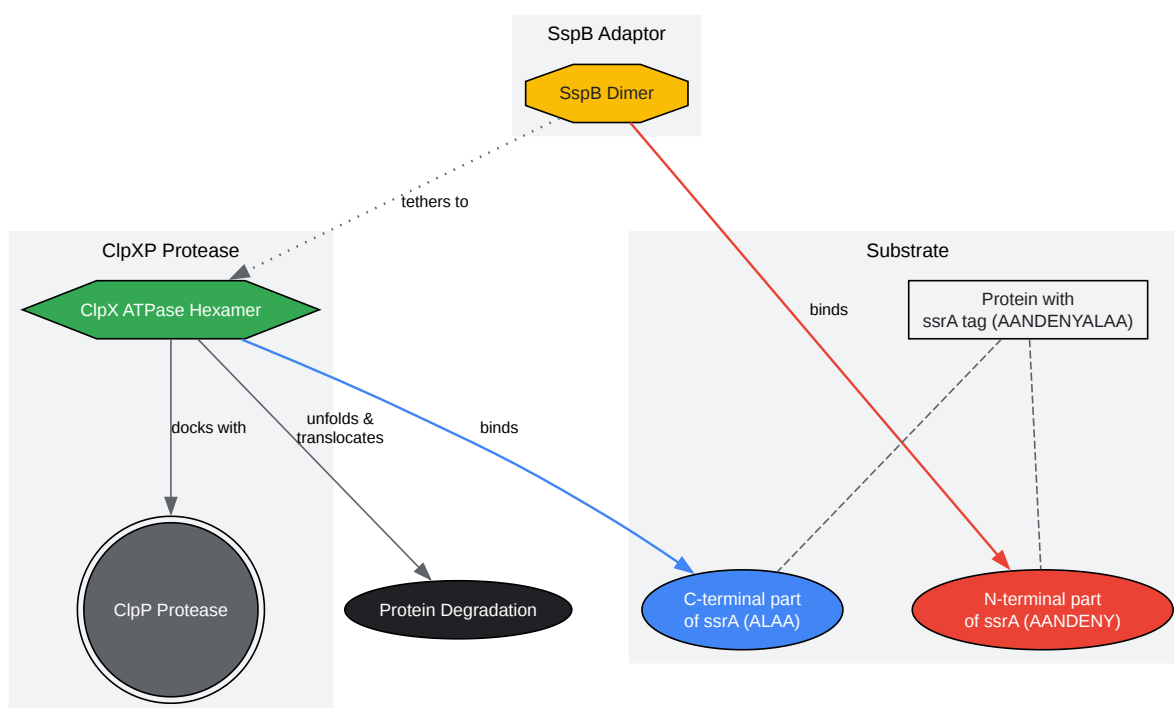 SspB Adaptor
SspB Dimer
tethers to
ClpXP Protease
Substrate
ClpX ATPase Hexamer
Protein with
ssrA tag (AANDENYALAA)
binds
docks with
unfolds &
translocates
binds
ClpP Protease
Protein Degradation
C-terminal part
of ssrA (ALAA)
N-terminal part
of ssrA (AANDENY)